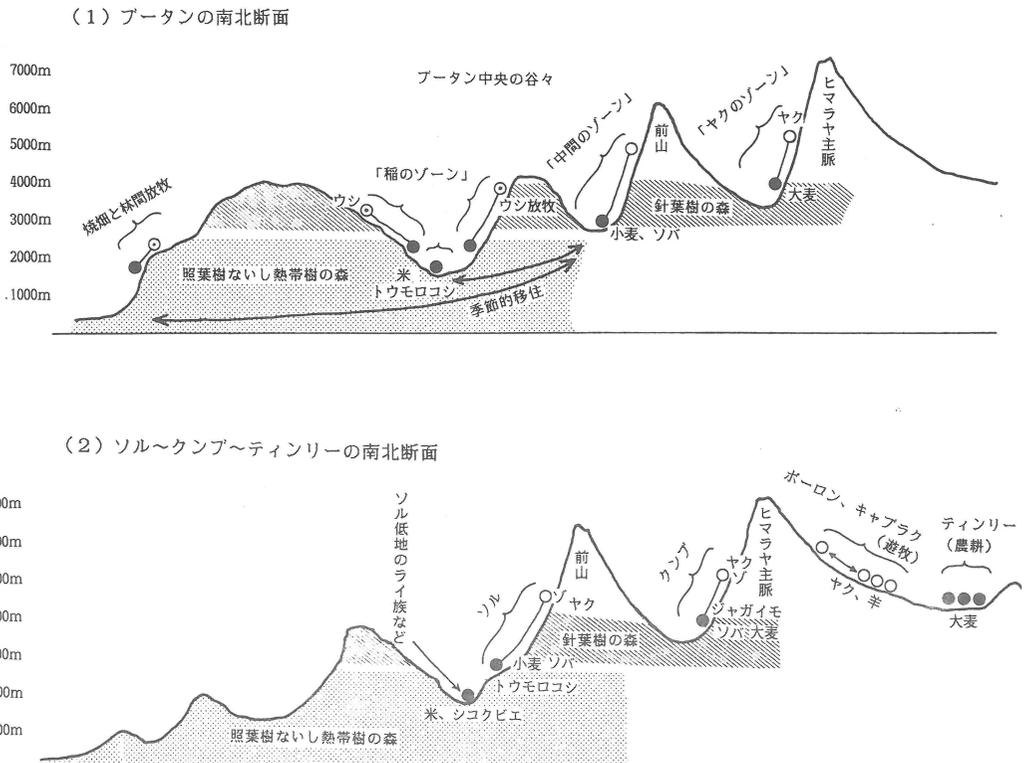 （１）ブータンの南北断面
7000m
6000m
5000m
4000m
3000m
2000m
.1000m
ブータン中央の谷々
焼畑と林間放牧
「稲のゾーン」
「中間のゾーン」
「ヤクのゾーン」
ウシ
ウシ放牧
前山
ヤク
ヒマラヤ主脈
大麦
針葉樹の森
小麦、ソバ
照葉樹ないし熱帯樹の森
米
トウモロコシ
季節的移住
（２）ソル〜クンブ〜ティンリーの南北断面
00m
00m
00m
00m
00m
00m
00m
ソル低地のライ族など
ソル
ゾ
ヤク
前山
クンブ
ヤク
ゾ
ヒマラヤ主脈
ポーロン、キャブラク
（遊牧）
ヤク、羊
ティンリー
（農耕）
大麦
ジャガイモ
ソバ 大麦
針葉樹の森
小麦 ソバ
トウモロコシ
米、シコクビエ
照葉樹ないし熱帯樹の森